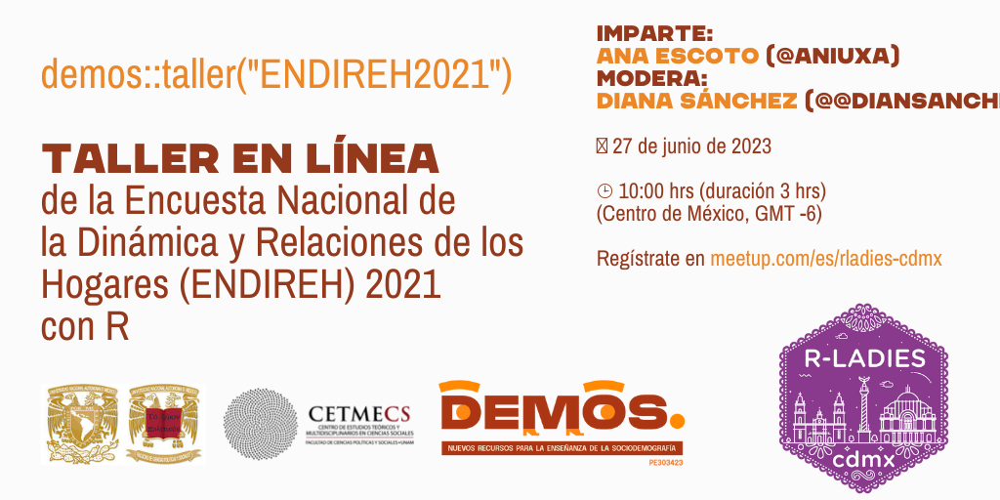 demos::taller("ENDIREH2021")
TALLER EN LÍNEA
de la Encuesta Nacional de
la Dinámica y Relaciones de los
Hogares (ENDIREH) 2021
con R
IMPARTE:
ANA ESCOTO (@ANIUXA)
MODERA:
DIANA SÁNCHEZ (@@DIANSANCH
27 de junio de 2023
10:00 hrs (duración 3 hrs)
(Centro de México, GMT -6)
Regístrate en meetup.com/es/rladies-cdmx
CETMECS
CENTRO DE ESTUDIOS TEÓRICOS Y
MULTIDISCIPLINARIOS EN CIENCIAS SOCIALES
FACULTAD DE CIENCIAS POLÍTICAS Y SOCIALES•UNAM
DEMOS.
NUEVOS RECURSOS PARA LA ENSEÑANZA DE LA SOCIODEMOGRAFÍA
PE303423
R-LADIES
cdmx